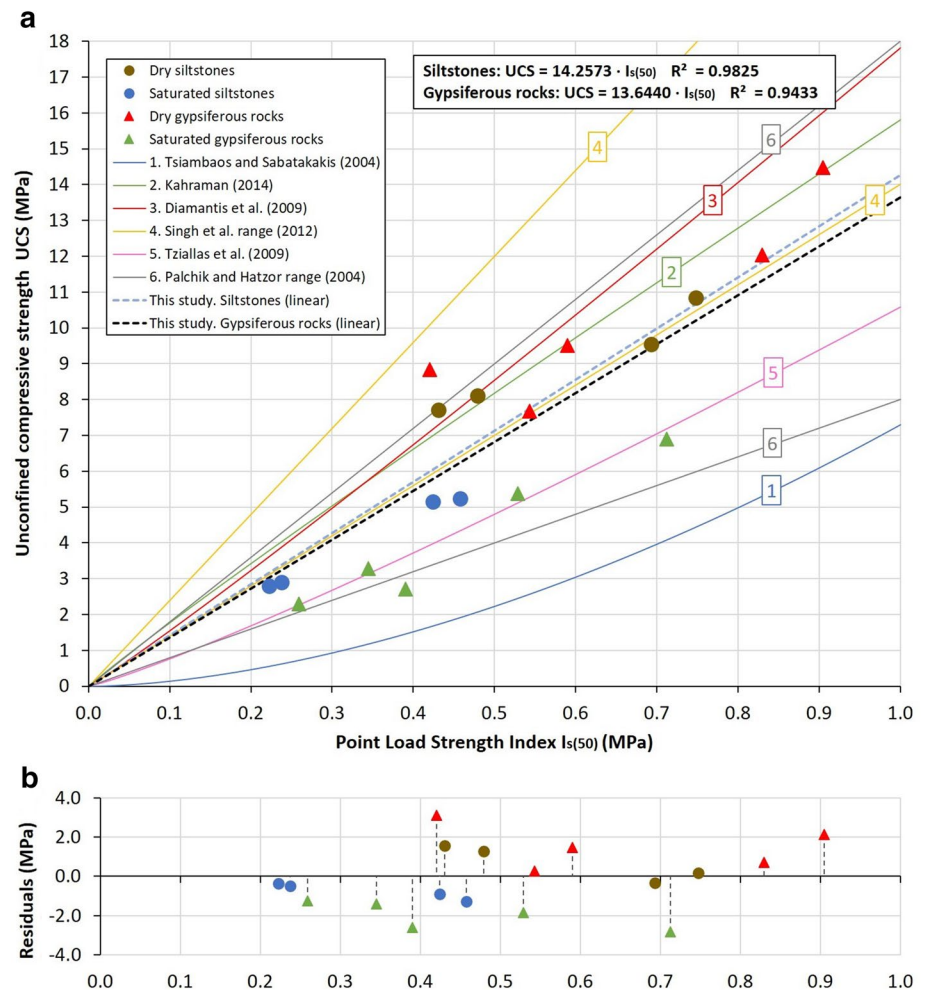 a
Unconfined compressive strength UCS (MPa)
18
17
16
15
14
13
12
11
10
9
8
7
6
5
4
3
2
1
0
Dry siltstones
Saturated siltstones
Dry gypsiferous rocks
Saturated gypsiferous rocks
1. Tsiambaos and Sabatakakis (2004)
2. Kahraman (2014)
3. Diamantis et al. (2009)
4. Singh et al. range (2012)
5. Tziallas et al. (2009)
6. Palchik and Hatzor range (2004)
This study. Siltstones (linear)
This study. Gypsiferous rocks (linear)
Siltstones: UCS = 14.2573 · Is(50) R² = 0.9825
Gypsiferous rocks: UCS = 13.6440 · Is(50) R² = 0.9433
4
6
3
4
2
5
6
1
0.0 0.1 0.2 0.3 0.4 0.5 0.6 0.7 0.8 0.9 1.0
Point Load Strength Index Is(50) (MPa)
b
Residuals (MPa)
4.0
2.0
0.0
-2.0
-4.0
0.0 0.1 0.2 0.3 0.4 0.5 0.6 0.7 0.8 0.9 1.0